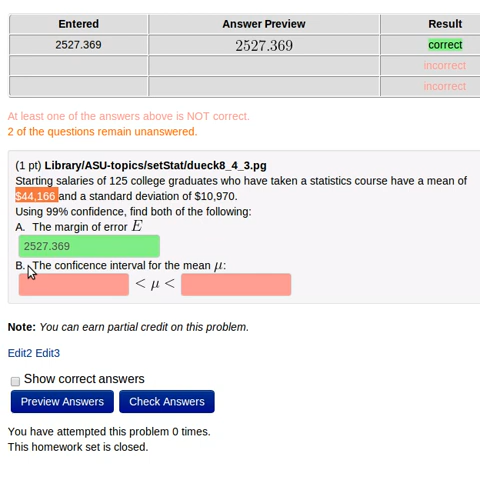 Entered Answer Preview Result
2527.369 2527.369 correct
incorrect
incorrect
At least one of the answers above is NOT correct.
2 of the questions remain unanswered.
(1 pt) Library/ASU-topics/setStat/dueck8_4_3.pg
Starting salaries of 125 college graduates who have taken a statistics course have a mean of
$44,166 and a standard deviation of $10,970.
Using 99% confidence, find both of the following:
A. The margin of error E
2527.369
B. The conficence interval for the mean μ:
< μ <
Note: You can earn partial credit on this problem.
Edit2 Edit3
Show correct answers
Preview Answers Check Answers
You have attempted this problem 0 times.
This homework set is closed.